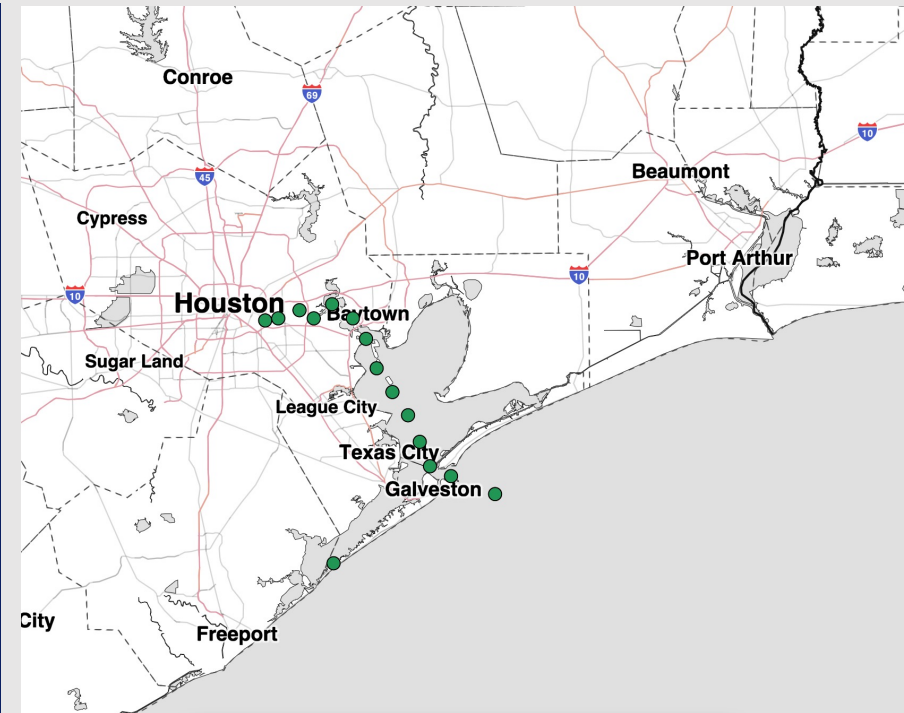 Conroe
69
10
45
Beaumont
Cypress
Port Arthur
10
10
Houston
Baytown
Sugar Land
League City
Texas City
Galveston
City
Freeport